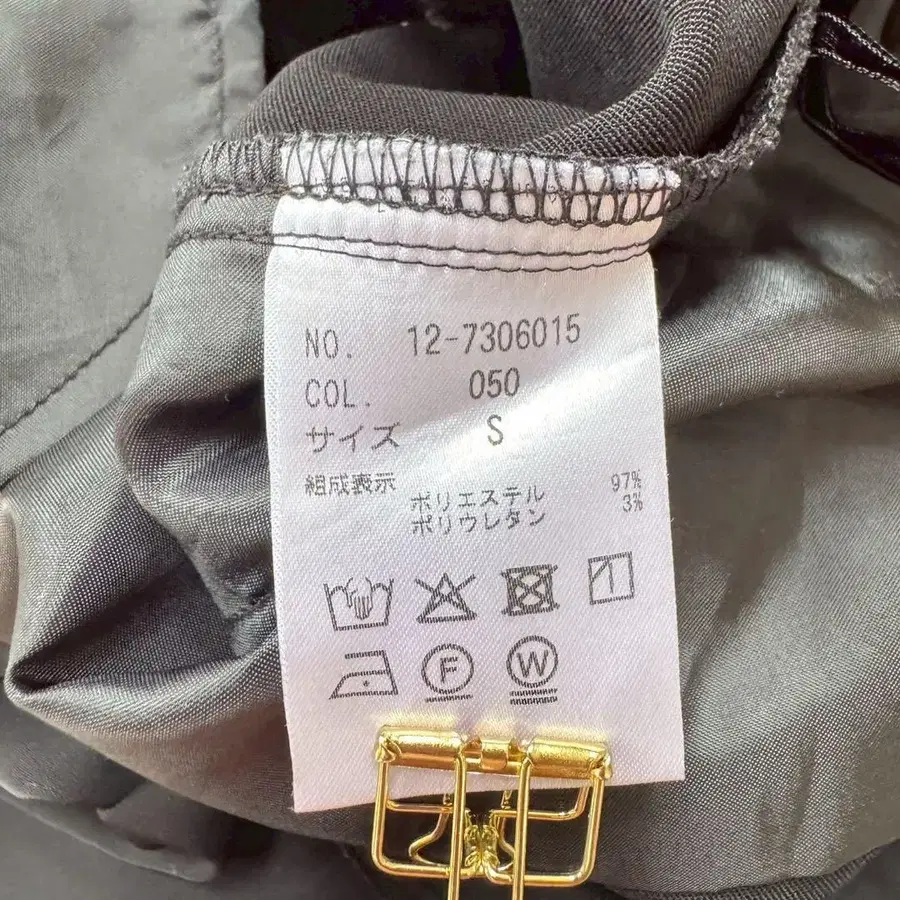 NO. 12-7306015
COL. 050
サイズ S
組成表示
ポリエステル 97%
ポリウレタン 3%
F W